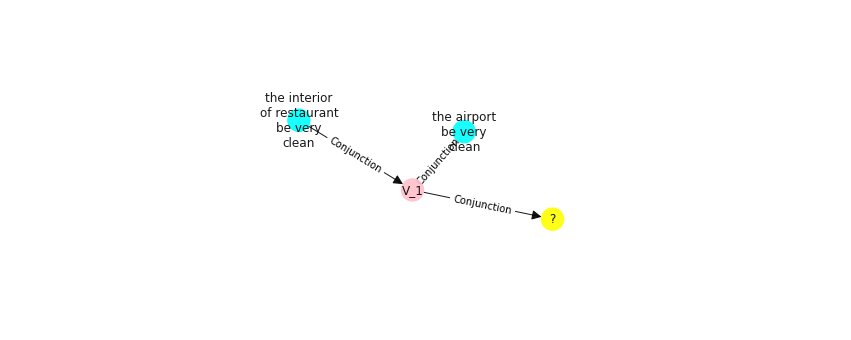 the interior
of restaurant
be very
clean
the airport
be very
clean
Conjunction
Conjunction
V_1
Conjunction
?